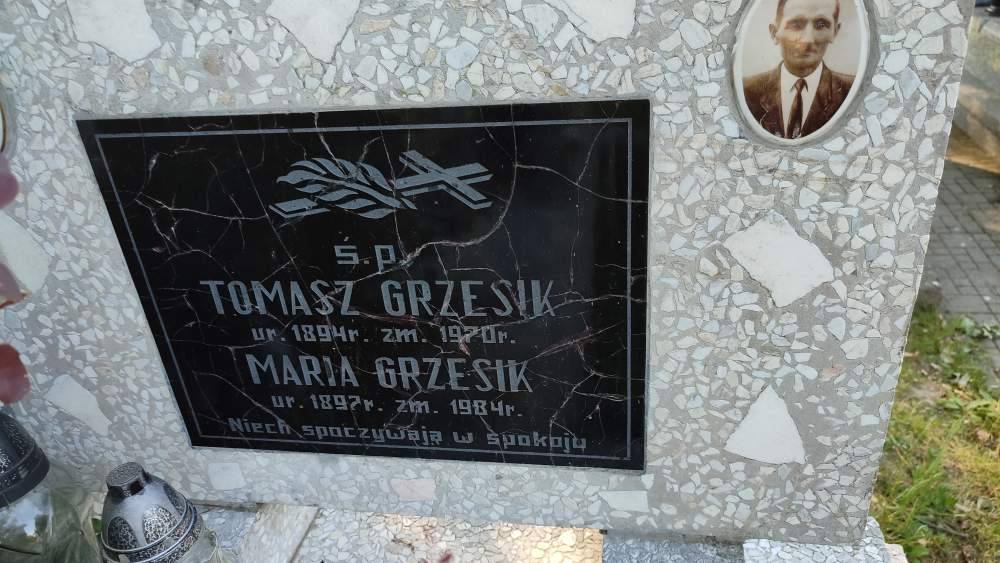 ś.p.
TOMASZ GRZESIK
ur. 1894r. zm. 1970r.
MARIA GRZESIK
ur. 1897r. zm. 1984r.
Niech spoczywają w spokoju